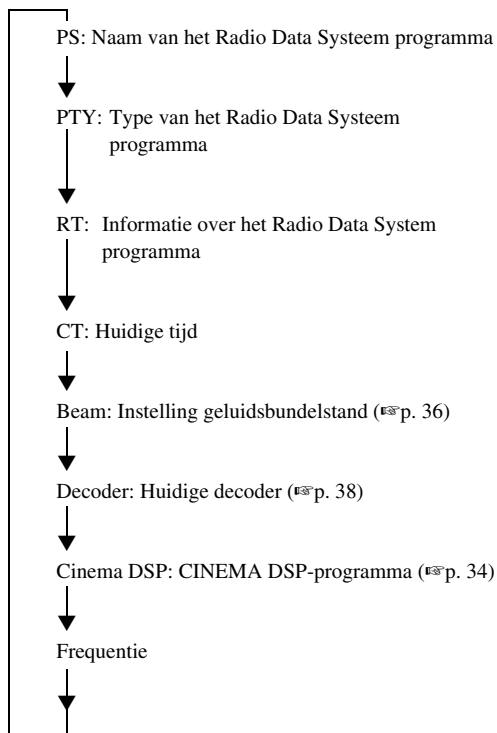 PS: Naam van het Radio Data Systeem programma
PTY: Type van het Radio Data Systeem
programma
RT: Informatie over het Radio Data System
programma
CT: Huidige tijd
Beam: Instelling geluidsbundelstand (☞p. 36)
Decoder: Huidige decoder (☞p. 38)
Cinema DSP: CINEMA DSP-programma (☞p. 34)
Frequentie